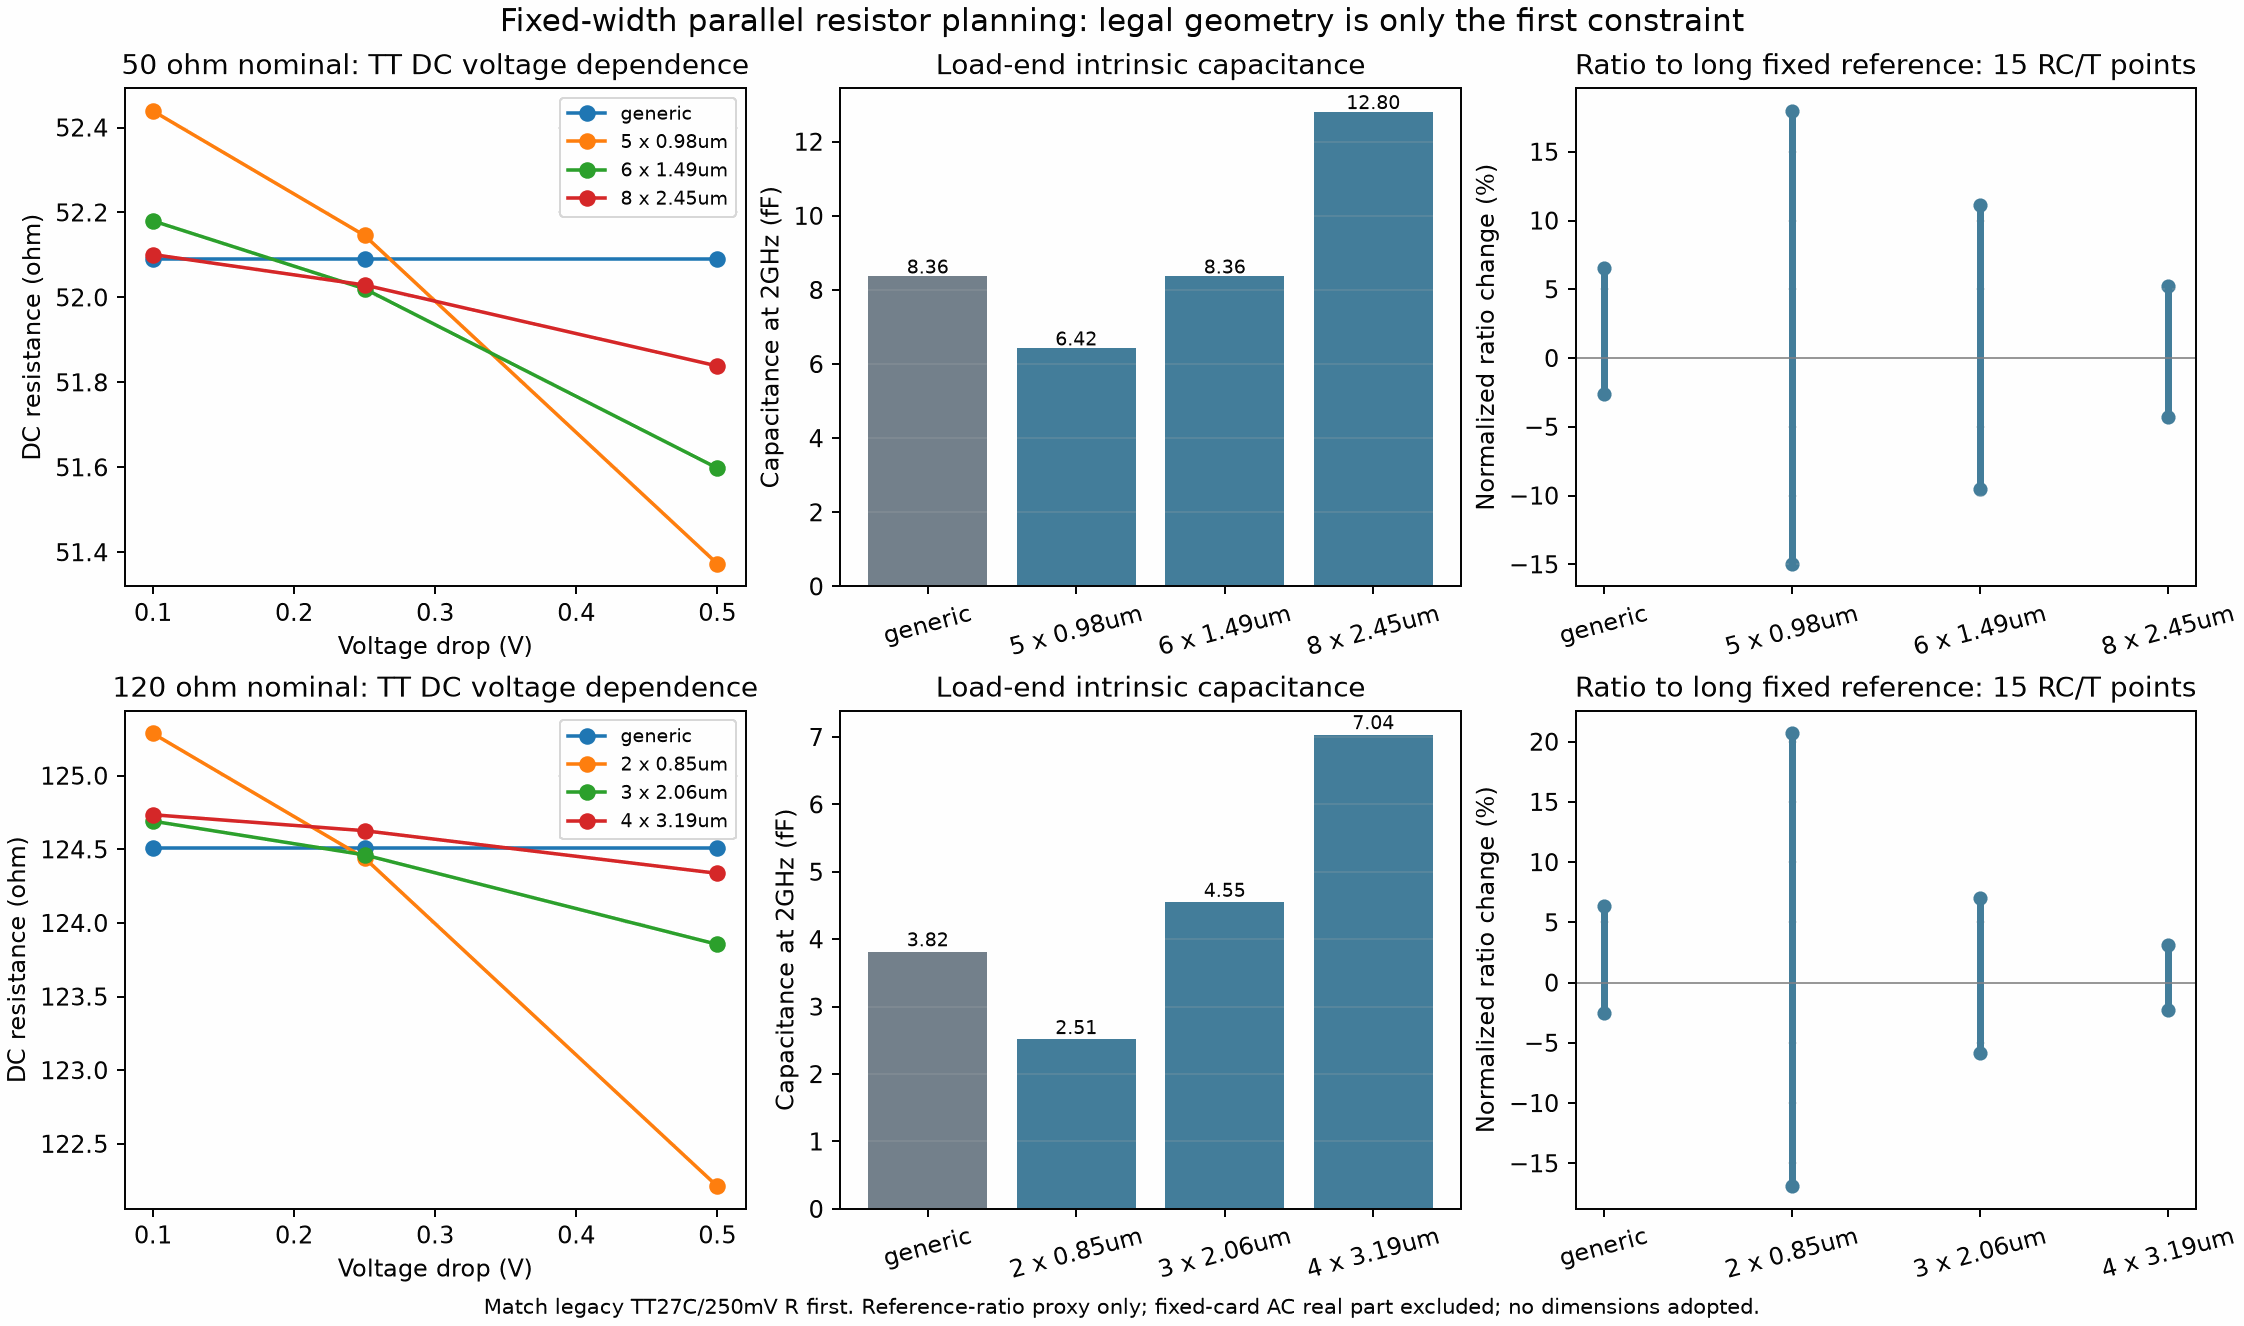 Fixed-width parallel resistor planning: legal geometry is only the first constraint
50 ohm nominal: TT DC voltage dependence
DC resistance (ohm)
52.4
52.2
52.0
51.8
51.6
51.4
generic
5 x 0.98um
6 x 1.49um
8 x 2.45um
0.1
0.2
0.3
0.4
0.5
Voltage drop (V)
Load-end intrinsic capacitance
Capacitance at 2GHz (fF)
12
10
8
6
4
2
0
8.36
6.42
8.36
12.80
generic
5 x 0.98um
6 x 1.49um
8 x 2.45um
Ratio to long fixed reference: 15 RC/T points
Normalized ratio change (%)
15
10
5
0
−5
−10
−15
generic
5 x 0.98um
6 x 1.49um
8 x 2.45um
120 ohm nominal: TT DC voltage dependence
DC resistance (ohm)
125.0
124.5
124.0
123.5
123.0
122.5
generic
2 x 0.85um
3 x 2.06um
4 x 3.19um
0.1
0.2
0.3
0.4
0.5
Voltage drop (V)
Load-end intrinsic capacitance
Capacitance at 2GHz (fF)
7
6
5
4
3
2
1
0
3.82
2.51
4.55
7.04
generic
2 x 0.85um
3 x 2.06um
4 x 3.19um
Ratio to long fixed reference: 15 RC/T points
Normalized ratio change (%)
20
15
10
5
0
−5
−10
−15
generic
2 x 0.85um
3 x 2.06um
4 x 3.19um
Match legacy TT27C/250mV R first. Reference-ratio proxy only; fixed-card AC real part excluded; no dimensions adopted.